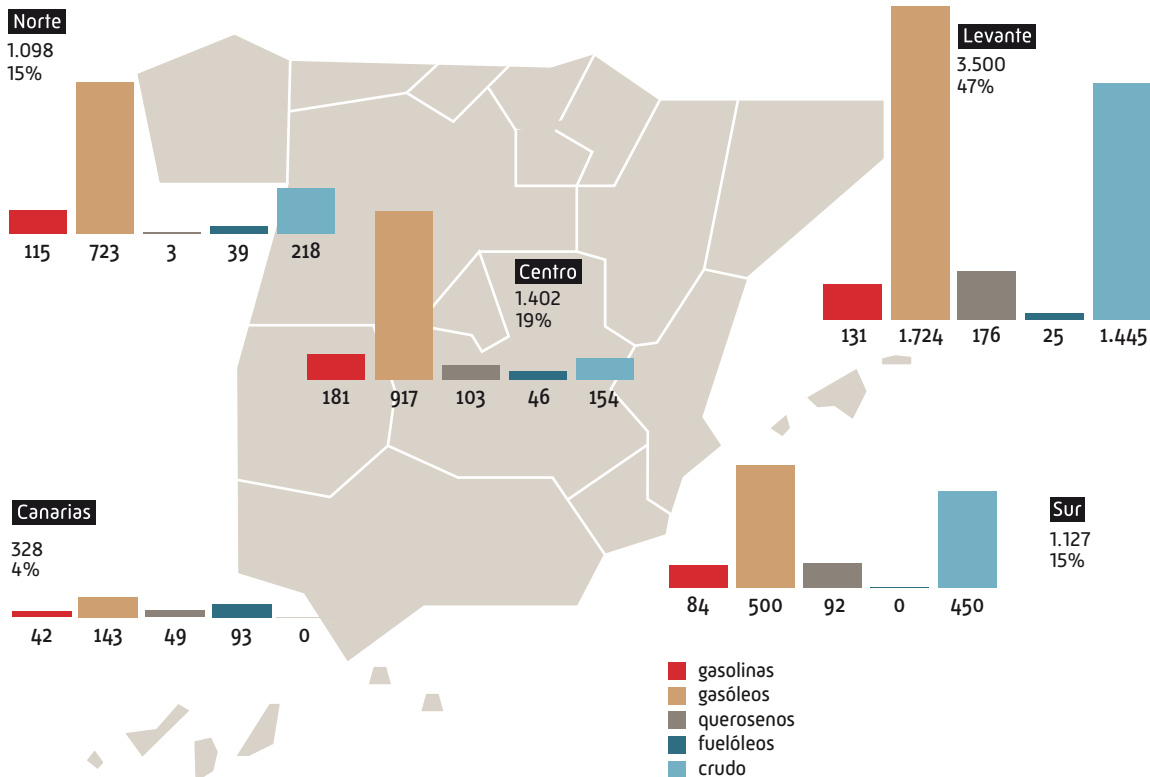 Norte
1.098
15%
115 723 3 39 218
Levante
3.500
47%
131 1.724 176 25 1.445
Centro
1.402
19%
181 917 103 46 154
Canarias
328
4%
42 143 49 93 0
Sur
1.127
15%
84 500 92 0 450
gasolinas
gasóleos
querosenos
fuelóleos
crudo